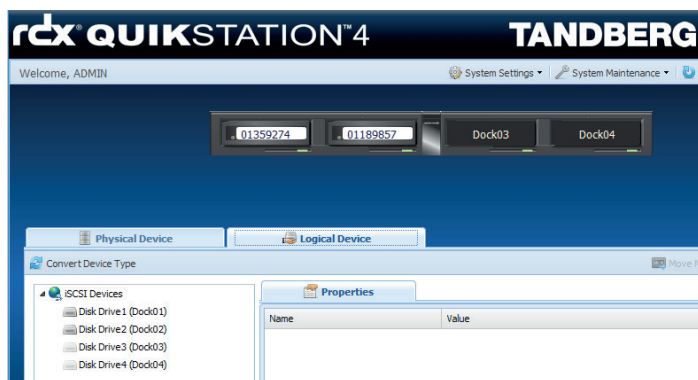 rdx® QUIKSTATION™4 TANDBERG
Welcome, ADMIN System Settings System Maintenance
01359274 01189857 Dock03 Dock04
Physical Device Logical Device
Convert Device Type Move
iSCSI Devices Properties
Disk Drive1 (Dock01) Name Value
Disk Drive2 (Dock02)
Disk Drive3 (Dock03)
Disk Drive4 (Dock04)